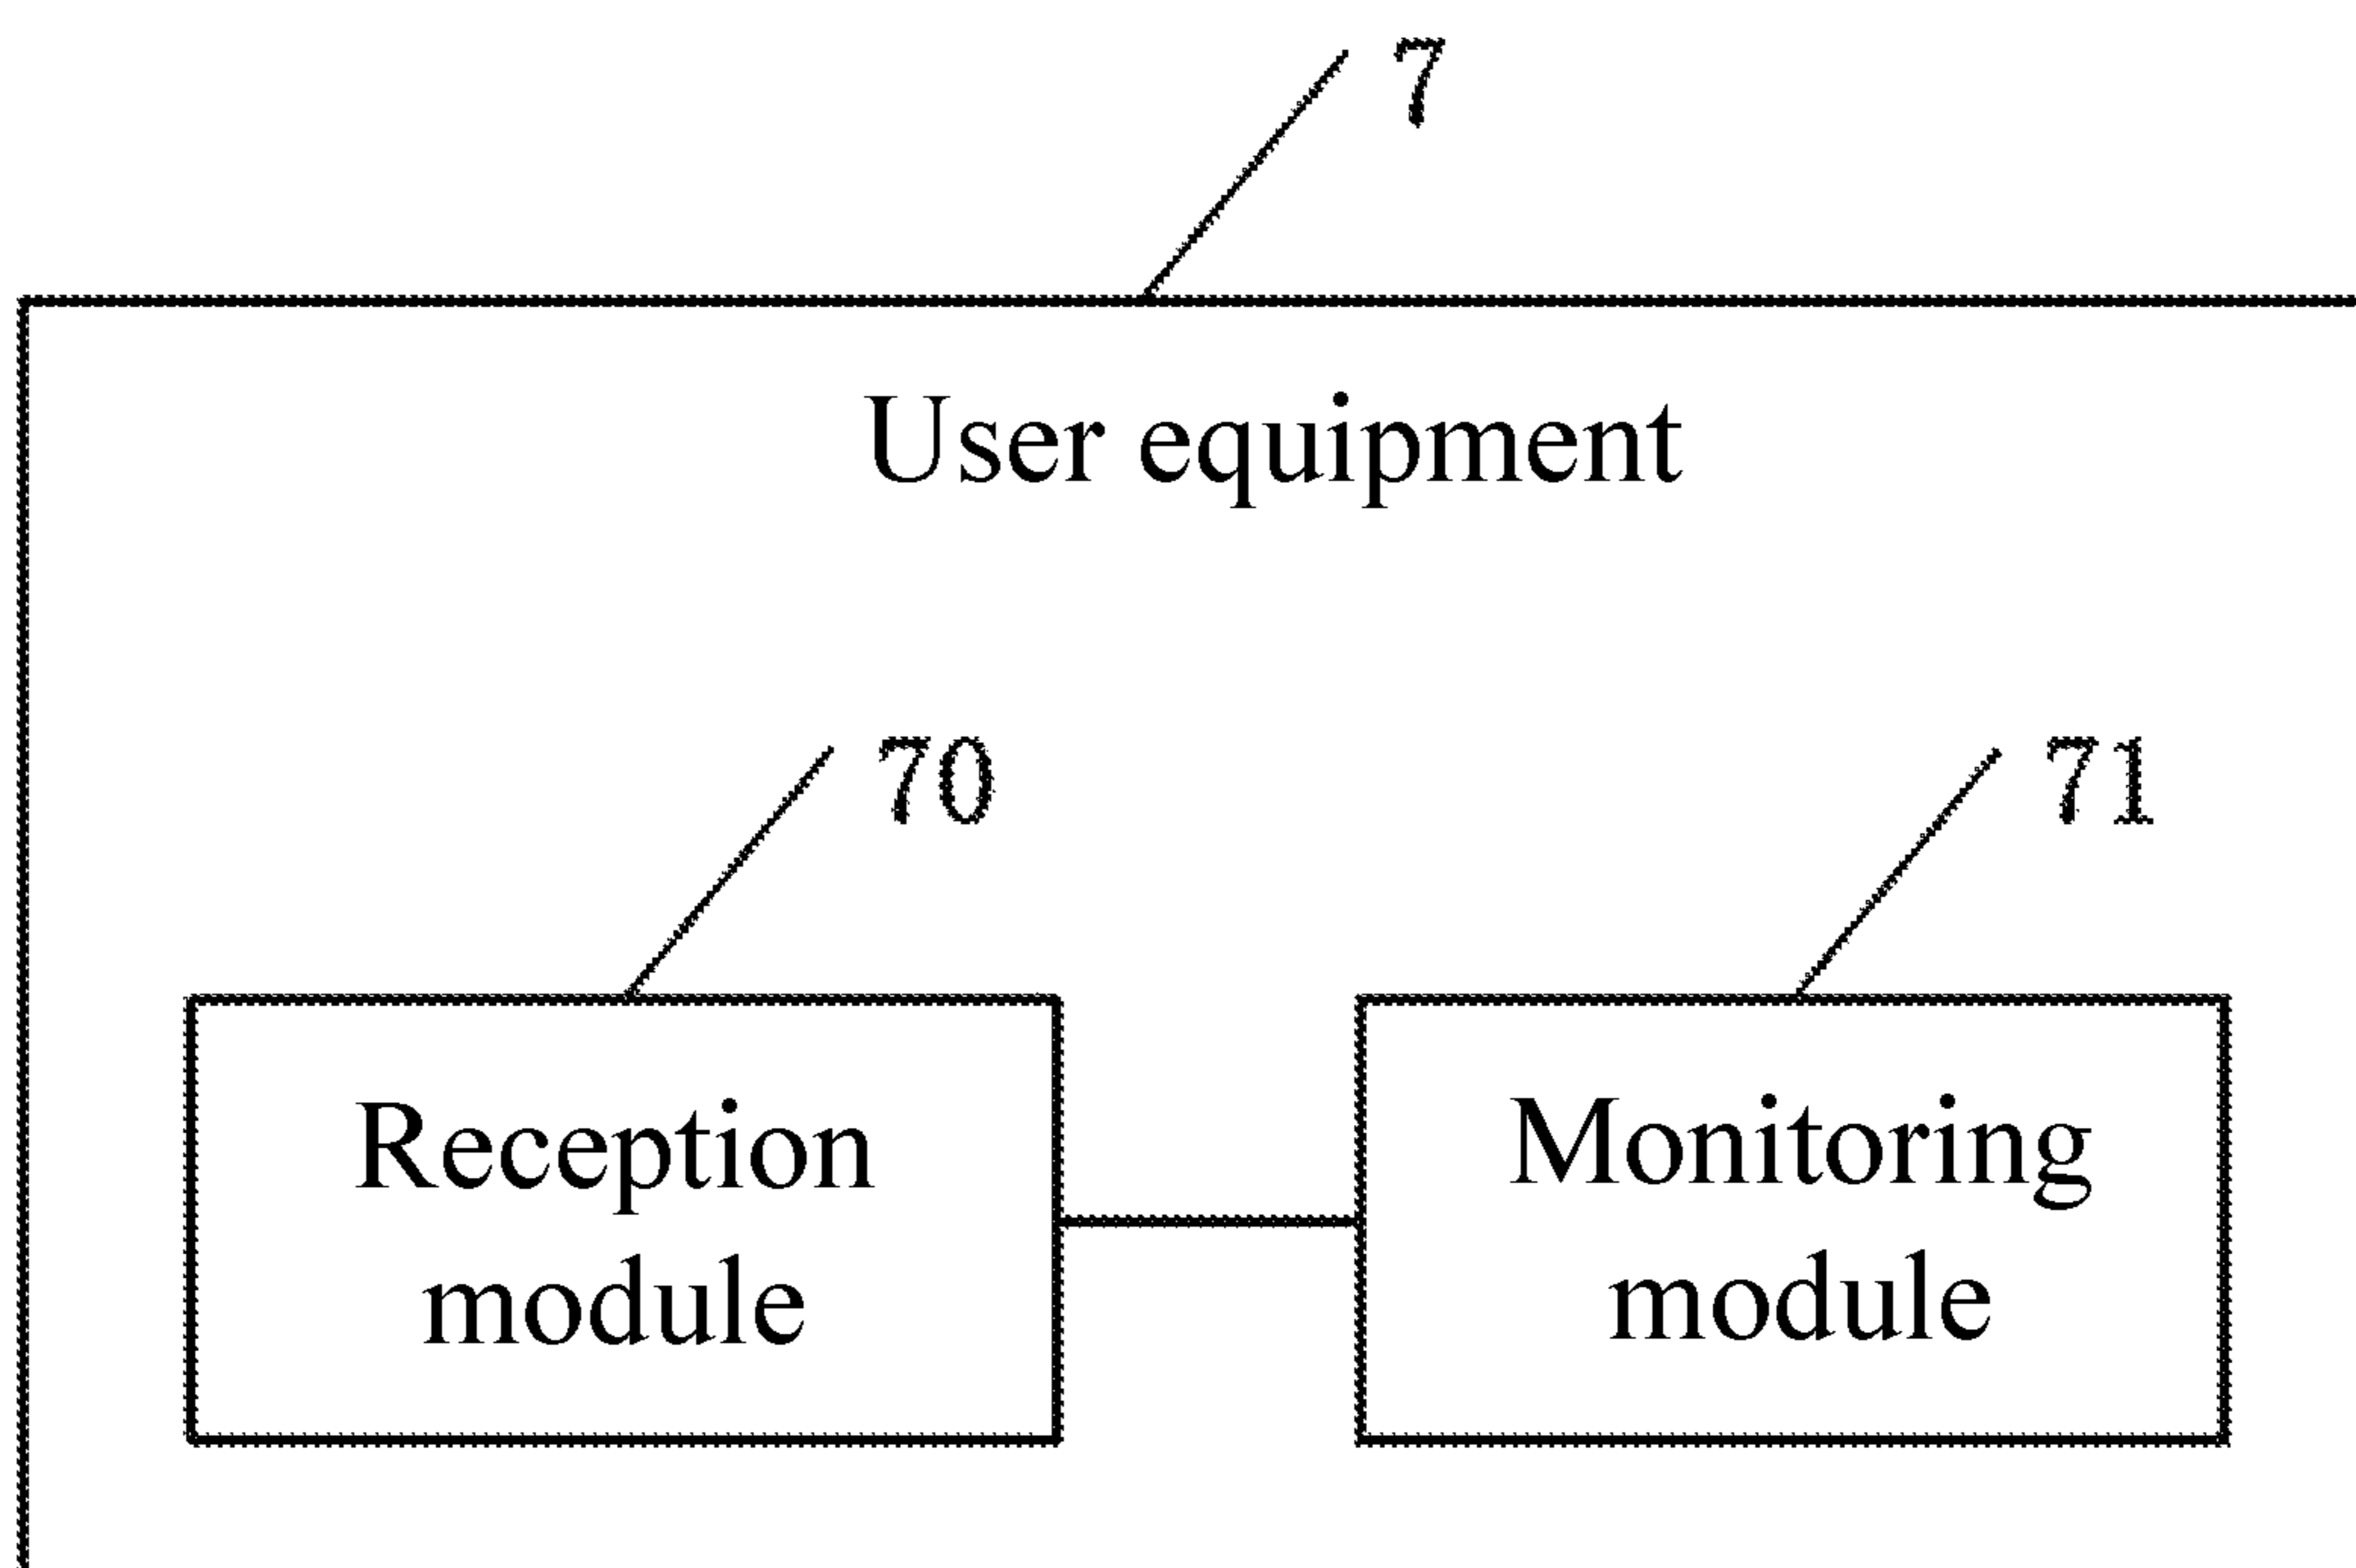 7
User equipment
70
71
Reception
module
Monitoring
module